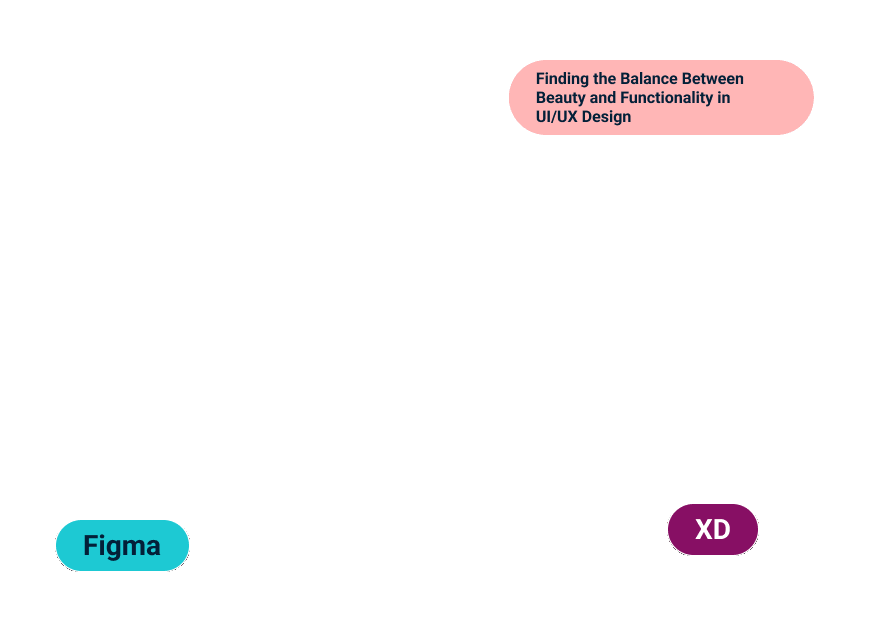 Finding the Balance Between
Beauty and Functionality in
UI/UX Design
Figma
XD